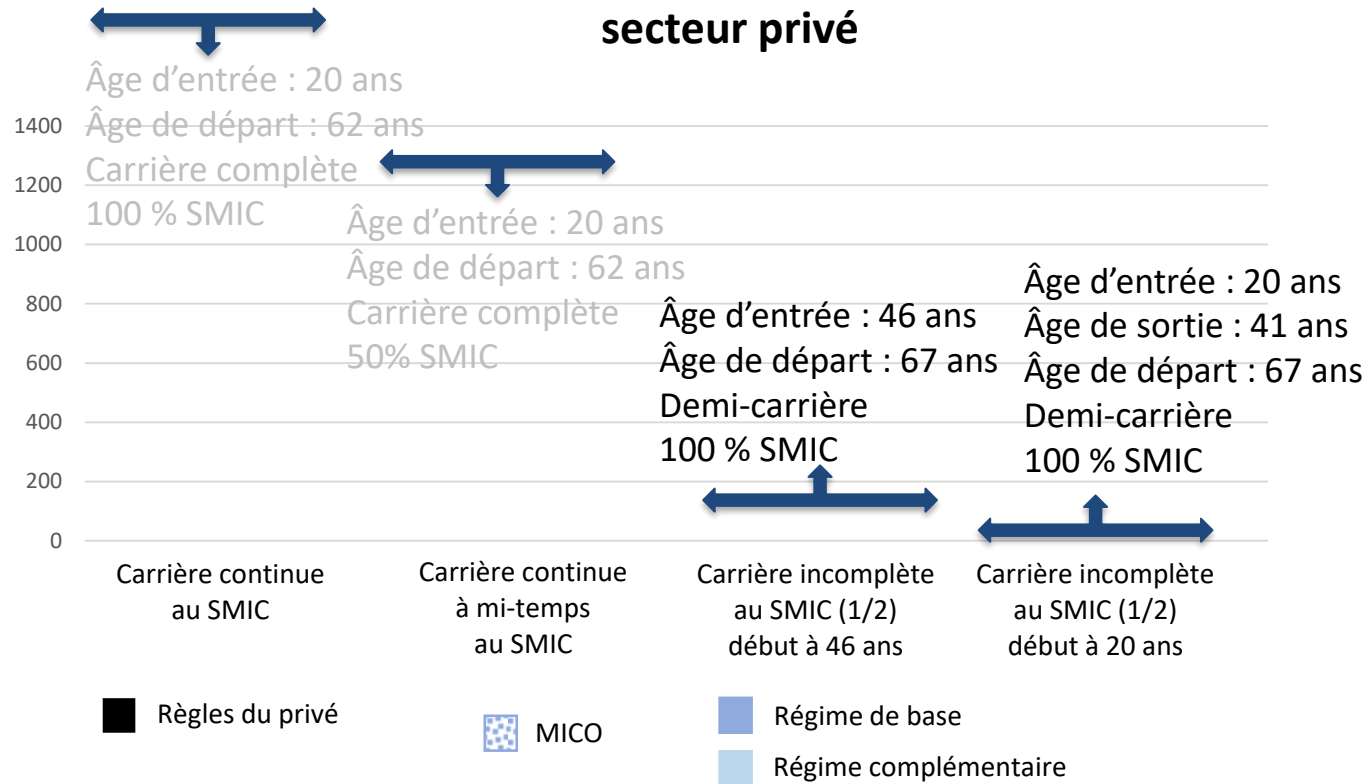 secteur privé
Âge d’entrée : 20 ans
Âge de départ : 62 ans
Carrière complète
100 % SMIC
Âge d’entrée : 20 ans
Âge de départ : 62 ans
Carrière complète
50% SMIC
Âge d’entrée : 46 ans
Âge de départ : 67 ans
Demi-carrière
100 % SMIC
Âge d’entrée : 20 ans
Âge de sortie : 41 ans
Âge de départ : 67 ans
Demi-carrière
100 % SMIC
1400
1200
1000
800
600
400
200
0
Carrière continue
au SMIC
Carrière continue
à mi-temps
au SMIC
Carrière incomplète
au SMIC (1/2)
début à 46 ans
Carrière incomplète
au SMIC (1/2)
début à 20 ans
Règles du privé
MICO
Régime de base
Régime complémentaire